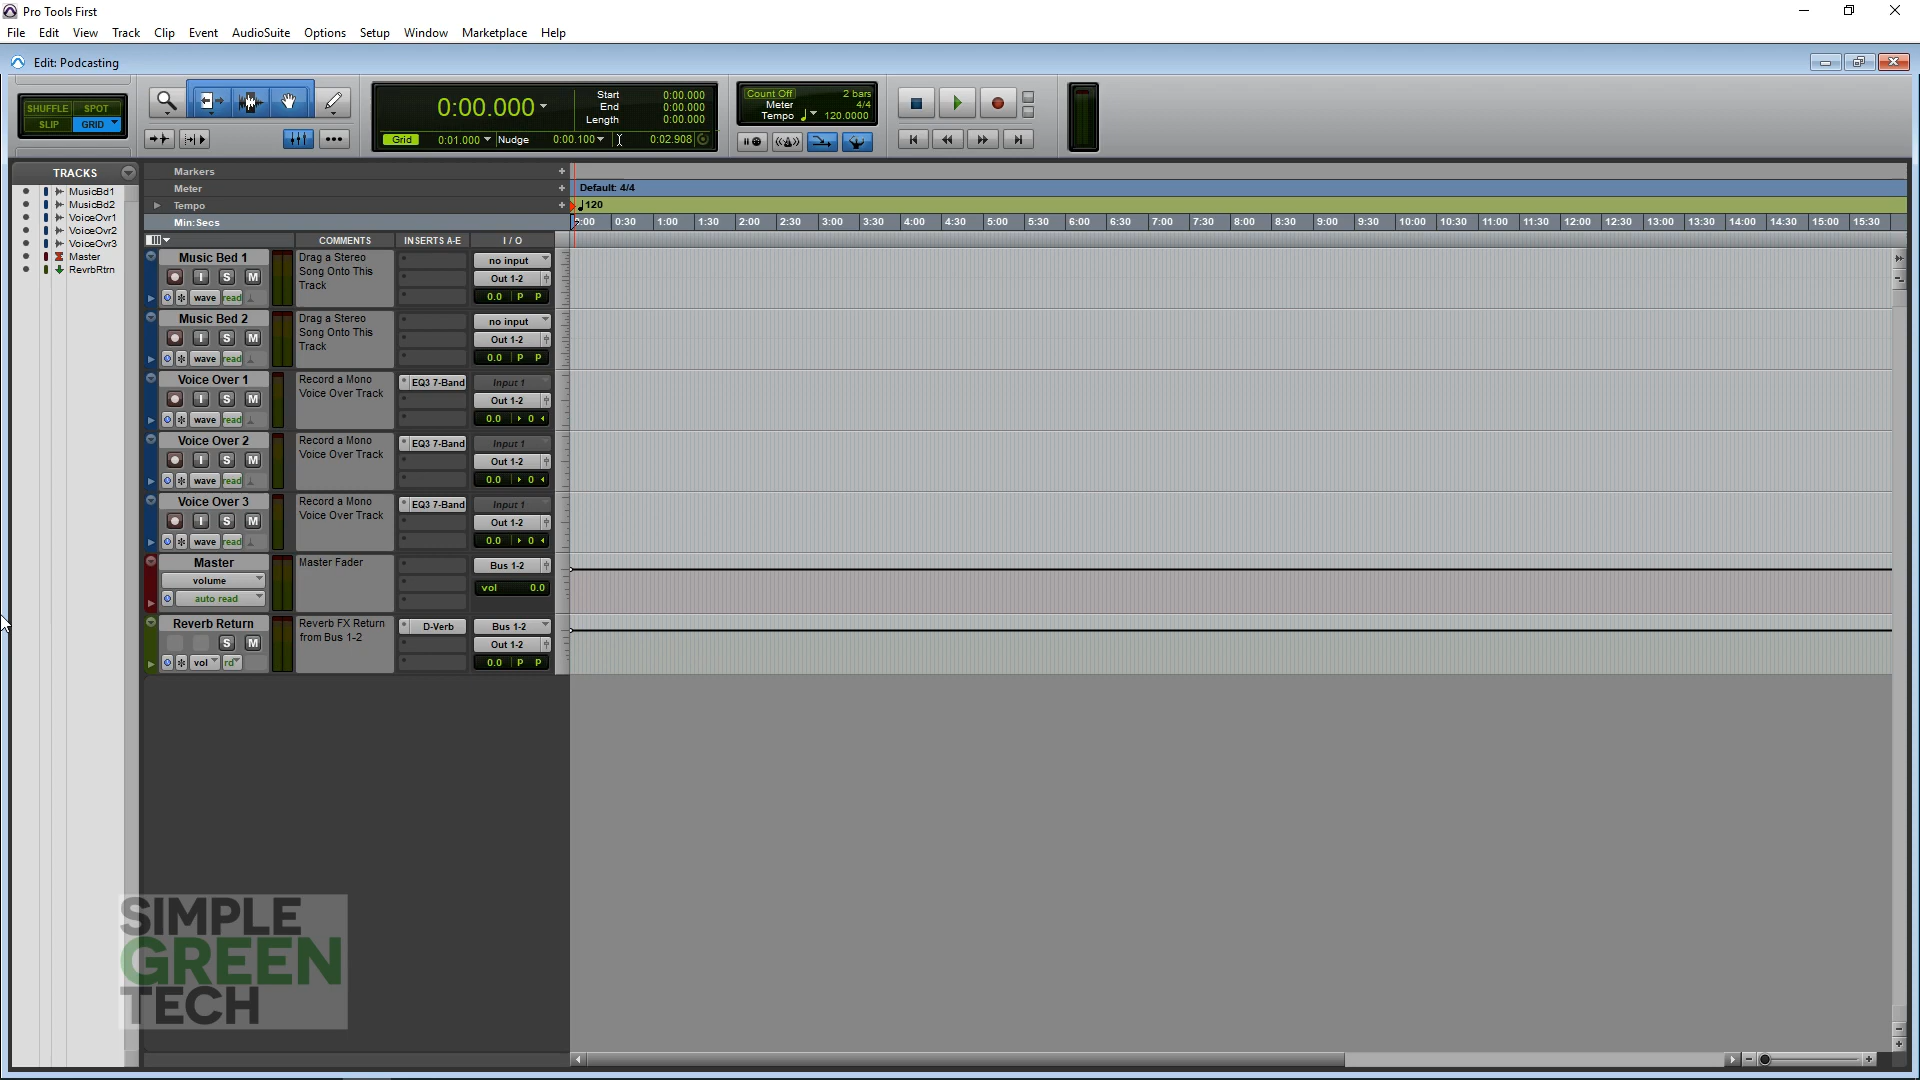 Pro Tools First
File Edit View Track Clip Event AudioSuite Options Setup Window Marketplace Help
Edit: Podcasting
SHUFFLE SPOT
SLIP GRID
0:00.000
Start 0:00.000
End 0:00.000
Length 0:00.000
Grid 0:01.000 Nudge 0:00.100 0:02.908
Count Off 2 bars
Meter 4/4
Tempo 120.0000
TRACKS
MusicBd1
MusicBd2
VoiceOvr1
VoiceOvr2
VoiceOvr3
Master
RevrbRtrn
Markers
Meter Default: 4/4
Tempo 120
Min:Secs 0:30 1:00 1:30 2:00 2:30 3:00 3:30 4:00 4:30 5:00 5:30 6:00 6:30 7:00 7:30 8:00 8:30 9:00 9:30 10:00 10:30 11:00 11:30 12:00 12:30 13:00 13:30 14:00 14:30 15:00 15:30
COMMENTS INSERTS A-E I / O
Music Bed 1
I S M
wave read
Drag a Stereo
Song Onto This
Track
no input
Out 1-2
0.0 P P
Music Bed 2
I S M
wave read
Drag a Stereo
Song Onto This
Track
no input
Out 1-2
0.0 P P
Voice Over 1
I S M
wave read
Record a Mono
Voice Over Track
EQ3 7-Band
Input 1
Out 1-2
0.0 0
Voice Over 2
I S M
wave read
Record a Mono
Voice Over Track
EQ3 7-Band
Input 1
Out 1-2
0.0 0
Voice Over 3
I S M
wave read
Record a Mono
Voice Over Track
EQ3 7-Band
Input 1
Out 1-2
0.0 0
Master
volume
auto read
Master Fader
Bus 1-2
vol 0.0
Reverb Return
S M
vol rd
Reverb FX Return
from Bus 1-2
D-Verb
Bus 1-2
Out 1-2
0.0 P P
SIMPLE
GREEN
TECH